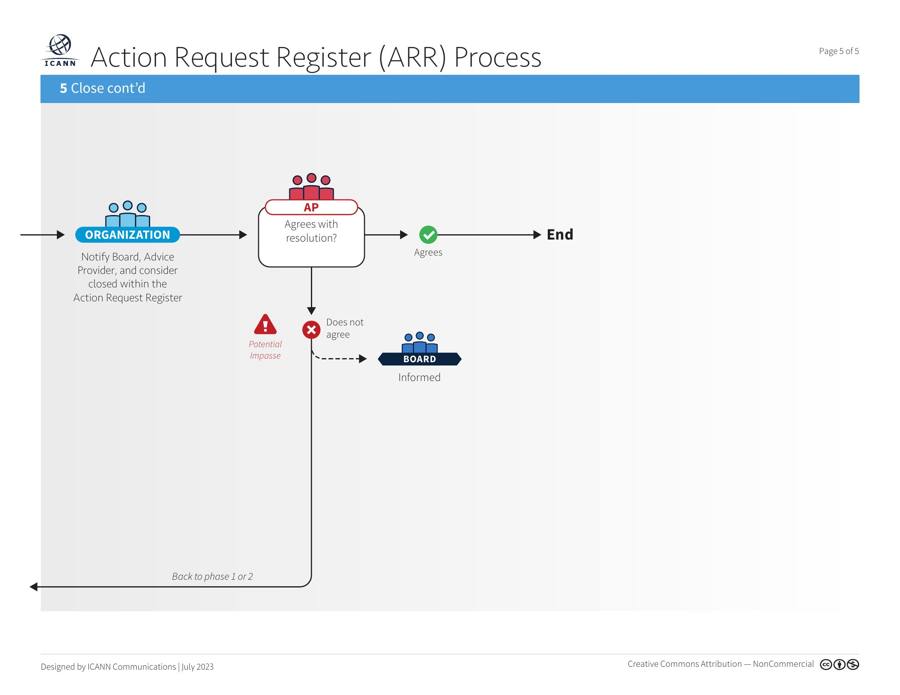 ICANN
Action Request Register (ARR) Process
Page 5 of 5
5 Close cont’d
ORGANIZATION
Notify Board, Advice
Provider, and consider
closed within the
Action Request Register
AP
Agrees with
resolution?
Agrees
End
Potential
Impasse
Does not
agree
BOARD
Informed
Back to phase 1 or 2
Designed by ICANN Communications | July 2023
Creative Commons Attribution — NonCommercial